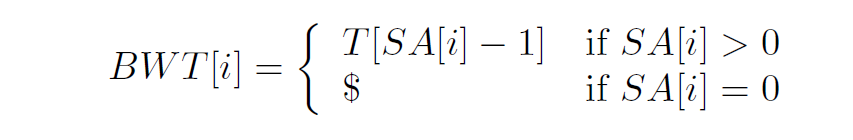 BWT[i] = { T[SA[i] − 1] if SA[i] > 0
$ if SA[i] = 0